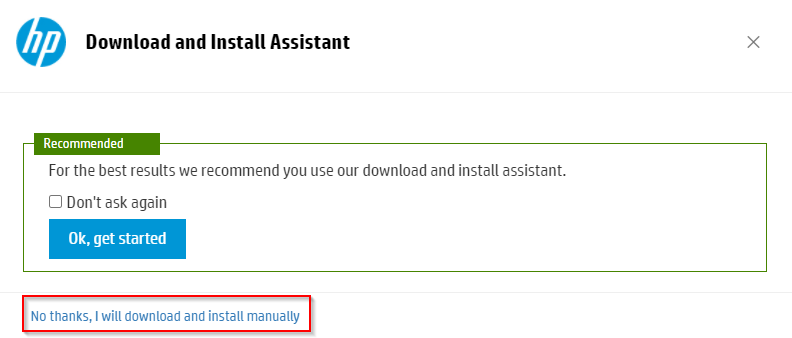 hp
Download and Install Assistant
Recommended
For the best results we recommend you use our download and install assistant.
Don't ask again
Ok, get started
No thanks, I will download and install manually